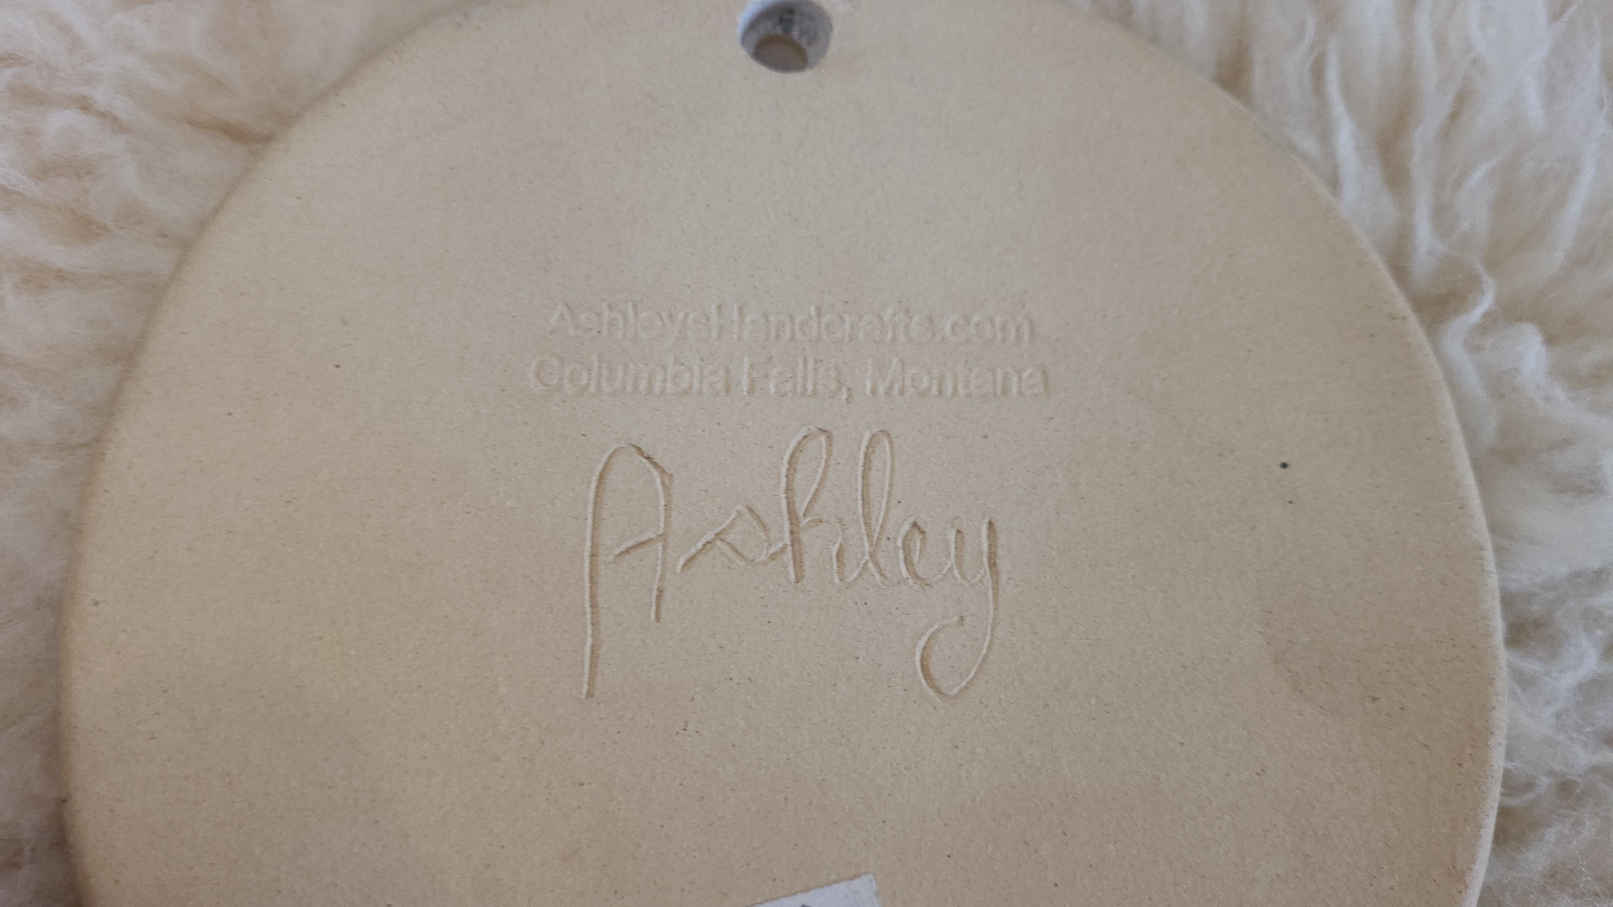 AshleysHandcrafts.com
Columbia Falls, Montana
Ashley